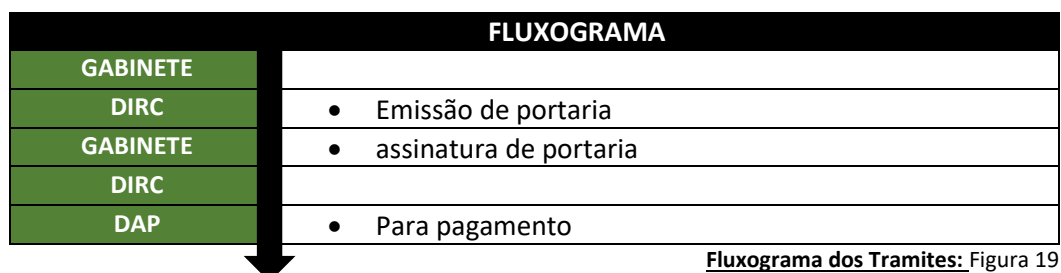 FLUXOGRAMA
GABINETE
DIRC • Emissão de portaria
GABINETE • assinatura de portaria
DIRC
DAP • Para pagamento
Fluxograma dos Tramites: Figura 19